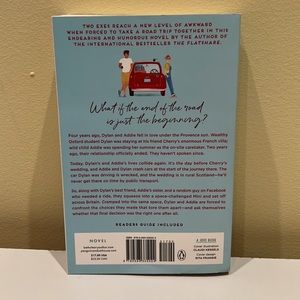 TWO EXES REACH A NEW LEVEL OF AWKWARD
WHEN FORCED TO TAKE A ROAD TRIP TOGETHER IN THIS
ENDEARING AND HUMOROUS NOVEL BY THE AUTHOR OF
THE INTERNATIONAL BESTSELLER THE FLATSHARE.
What if the end of the road
is just the beginning?
Four years ago, Dylan and Addie fell in love under the Provence sun. Wealthy
Oxford student Dylan was staying at his friend Cherry's enormous French villa;
wild child Addie was spending her summer as the on-site caretaker. Two years
ago, their relationship officially ended. They haven't spoken since.
Today, Dylan's and Addie's lives collide again. It's the day before Cherry's
wedding, and Addie and Dylan crash cars at the start of the journey there. The
car Dylan was driving is wrecked, and the wedding is in rural Scotland—he'll
never get there on time by public transport.
So, along with Dylan's best friend, Addie's sister, and a random guy on Facebook
who needed a ride, they squeeze into a space-challenged Mini and set off
across Britain. Cramped into the same space, Dylan and Addie are forced to
confront the choices they made that tore them apart—and ask themselves
whether that final decision was the right one after all.
READERS GUIDE INCLUDED
NOVEL
A JOVE BOOK
$17.00 USA